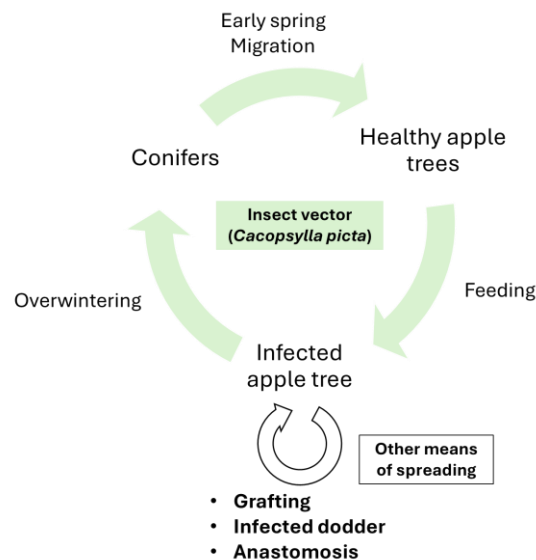 Early spring
Migration
Conifers
Healthy apple
trees
Insect vector
(Cacopsylla picta)
Overwintering
Feeding
Infected
apple tree
Other means
of spreading
• Grafting
• Infected dodder
• Anastomosis